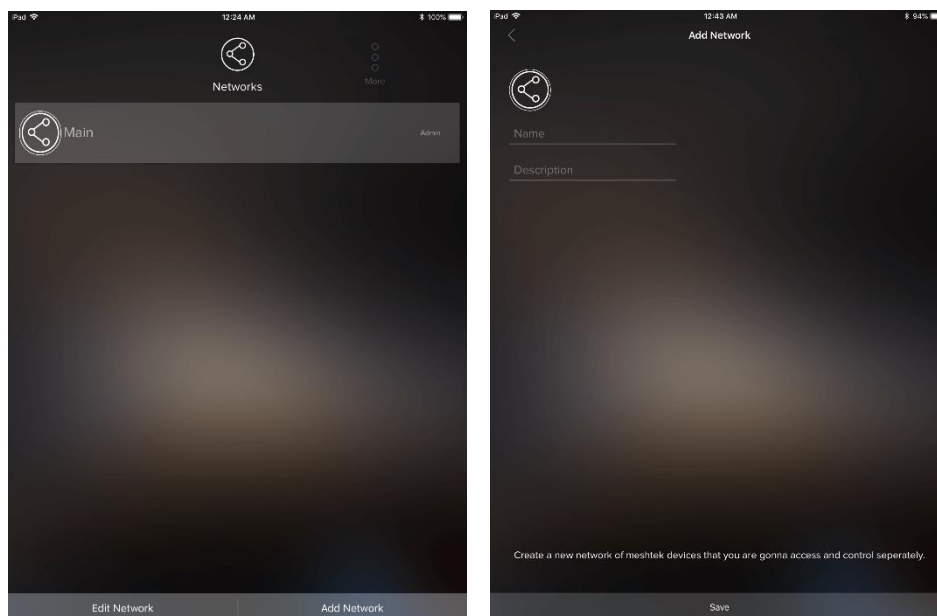 iPad 12:24 AM 100%
Networks
More
Main
Admin
Edit Network Add Network
iPad 12:43 AM 94%
Add Network
Name
Description
Create a new network of meshtek devices that you are gonna access and control seperately.
Save